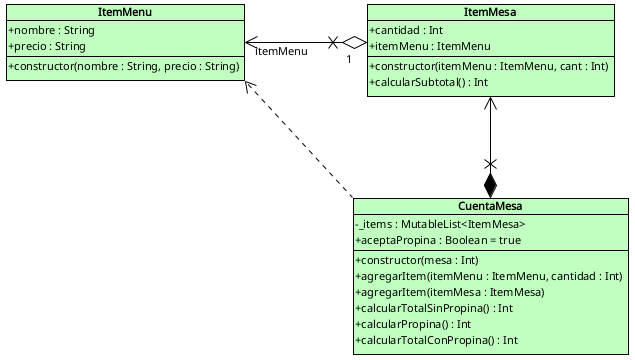 ItemMenu
+nombre : String
+precio : String
+constructor(nombre : String, precio : String)
itemMenu
1
ItemMesa
+cantidad : Int
+itemMenu : ItemMenu
+constructor(itemMenu : ItemMenu, cant : Int)
+calcularSubtotal() : Int
CuentaMesa
-_items : MutableList<ItemMesa>
+aceptaPropina : Boolean = true
+constructor(mesa : Int)
+agregarItem(itemMenu : ItemMenu, cantidad : Int)
+agregarItem(itemMesa : ItemMesa)
+calcularTotalSinPropina() : Int
+calcularPropina() : Int
+calcularTotalConPropina() : Int